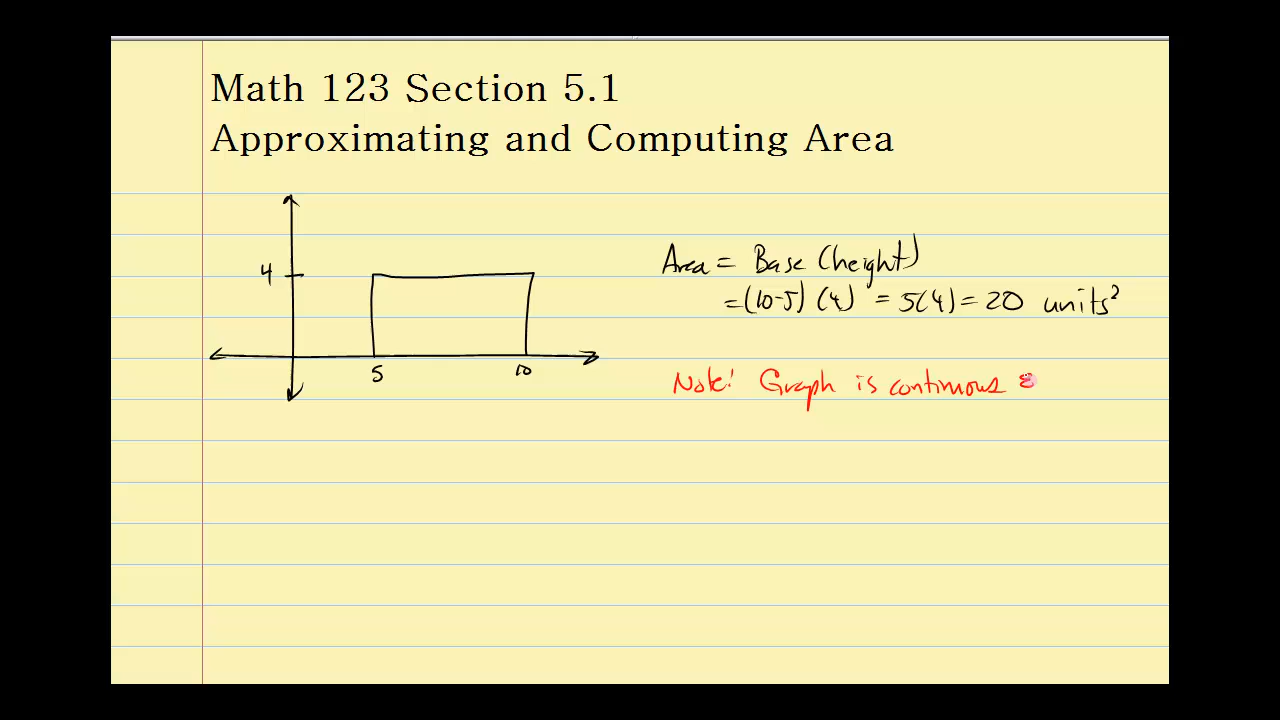 Math 123 Section 5.1
Approximating and Computing Area
4
5
10
Area = Base (height)
= (10-5) (4) = 5(4) = 20 units²
Note! Graph is continuous &